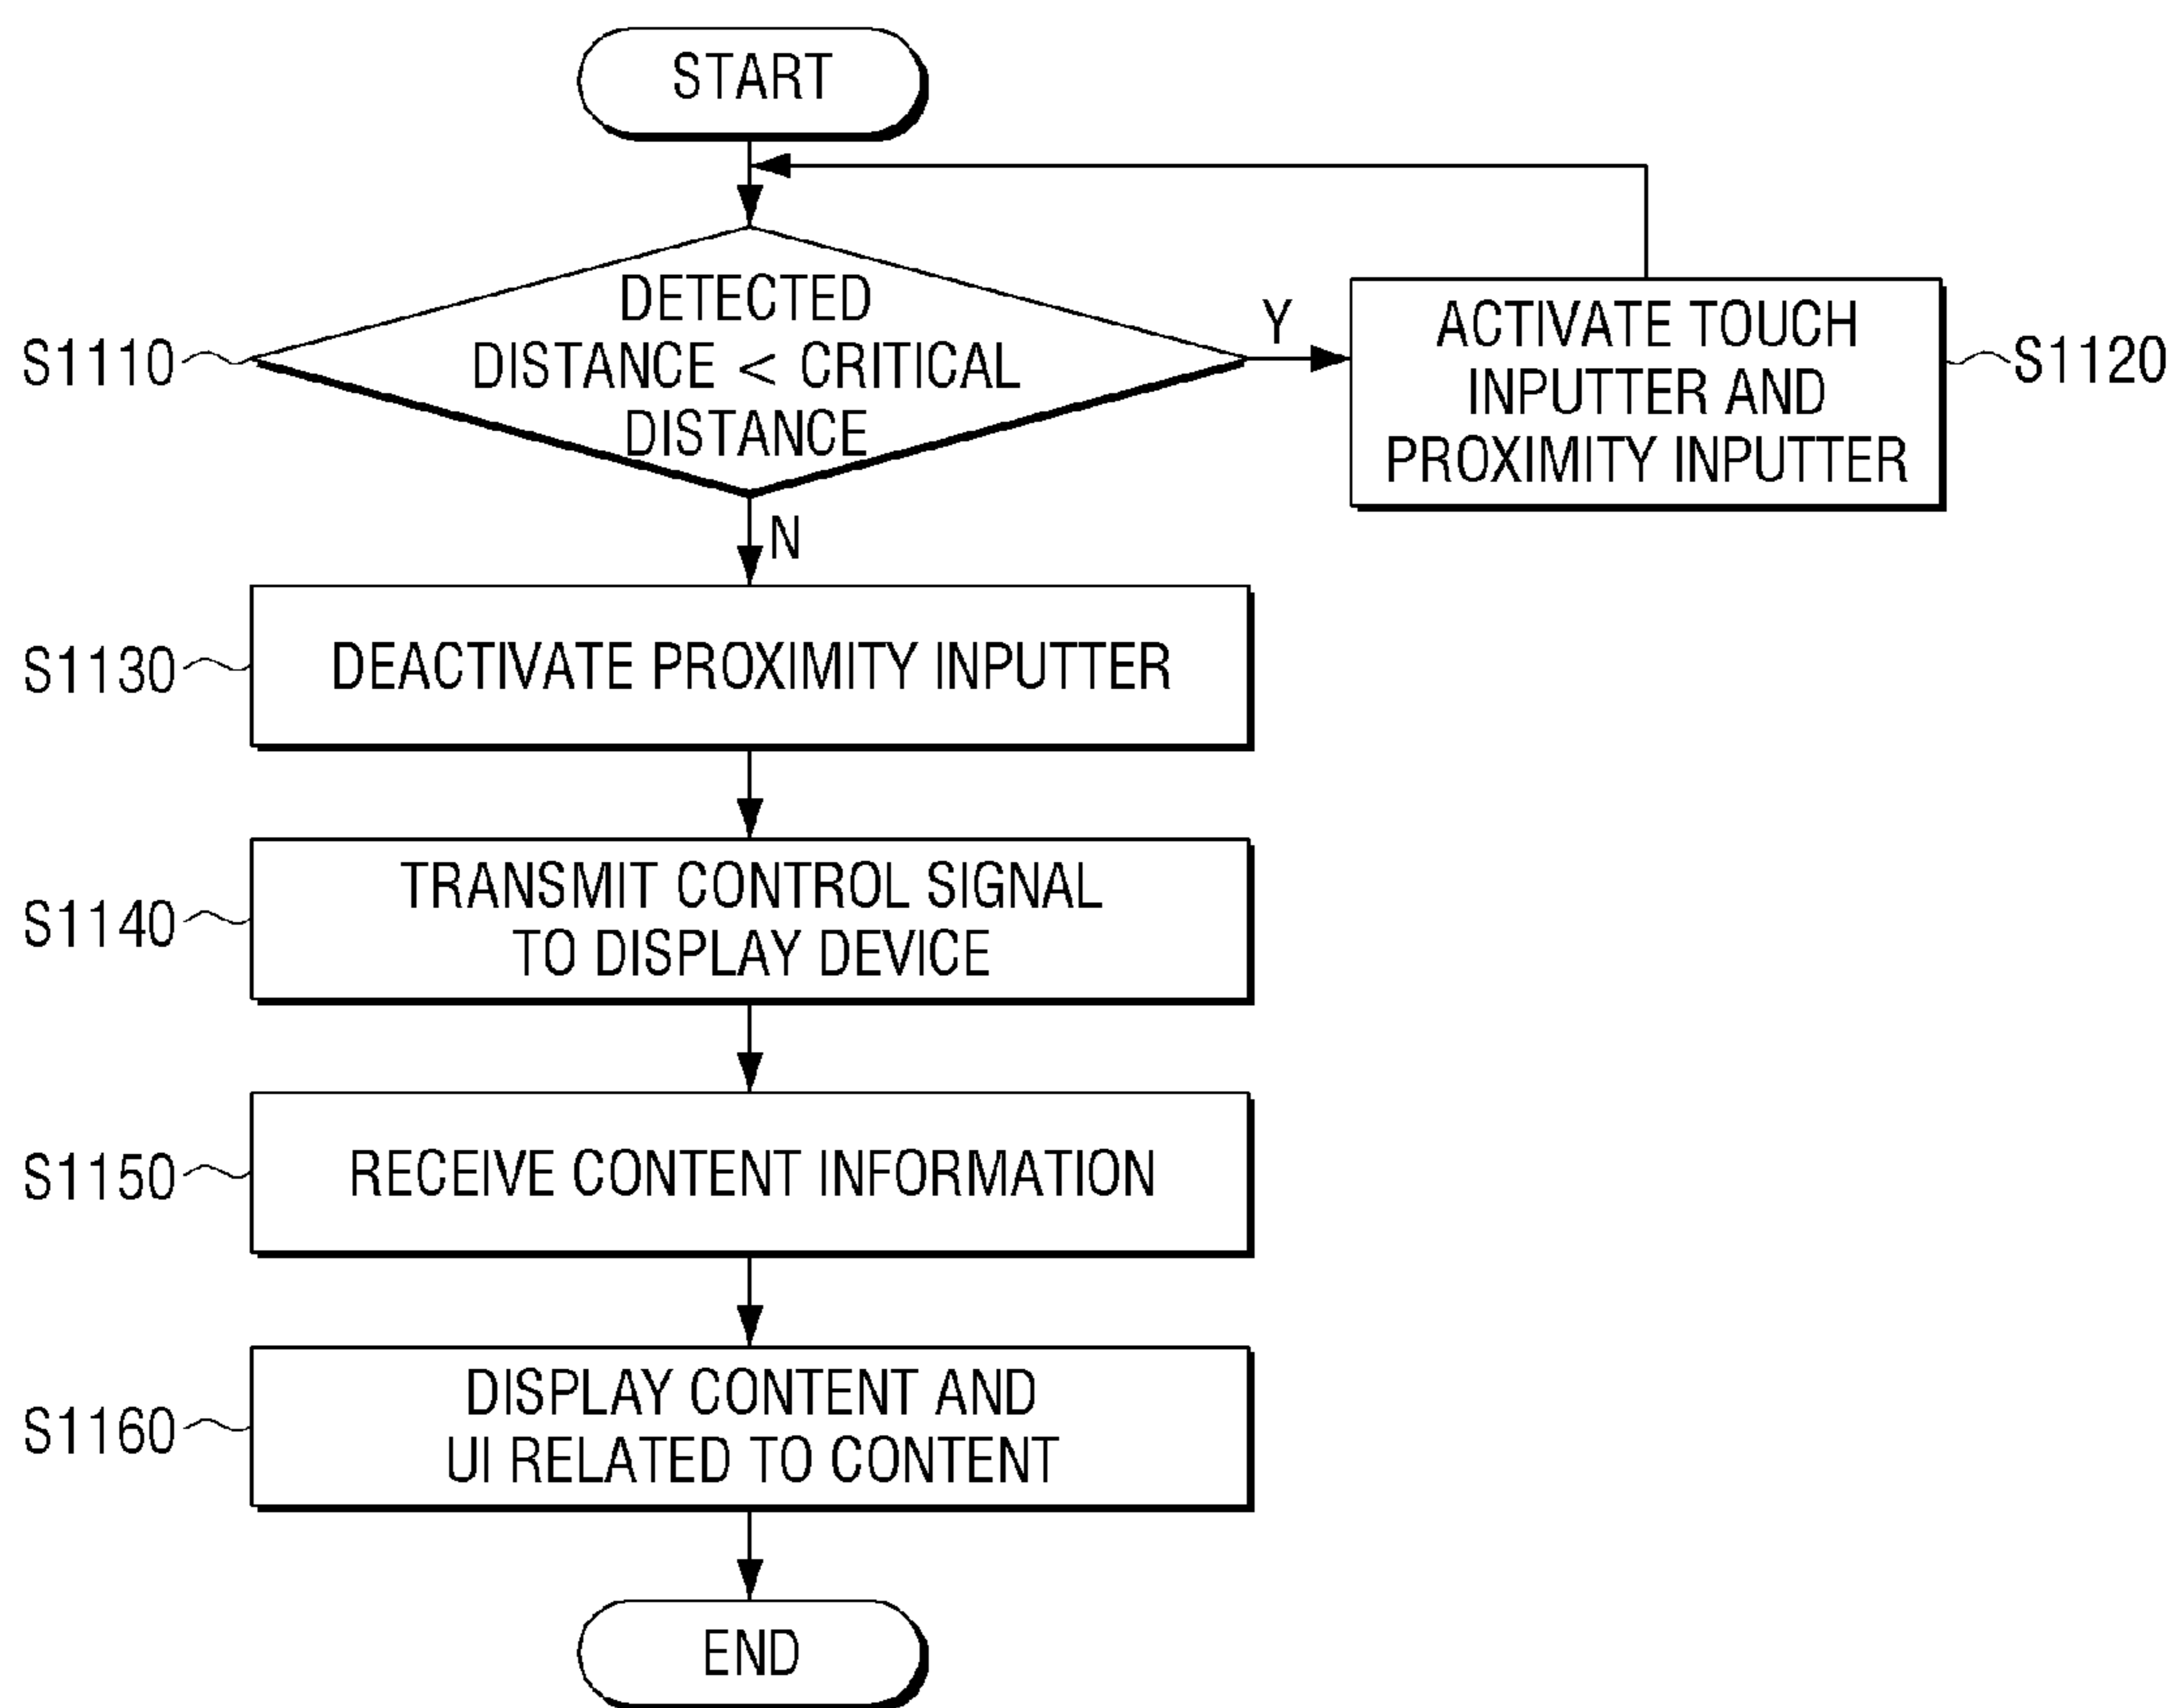 START
S1110
DETECTED
DISTANCE < CRITICAL
DISTANCE
Y
ACTIVATE TOUCH
INPUTTER AND
PROXIMITY INPUTTER
S1120
N
S1130
DEACTIVATE PROXIMITY INPUTTER
S1140
TRANSMIT CONTROL SIGNAL
TO DISPLAY DEVICE
S1150
RECEIVE CONTENT INFORMATION
S1160
DISPLAY CONTENT AND
UI RELATED TO CONTENT
END